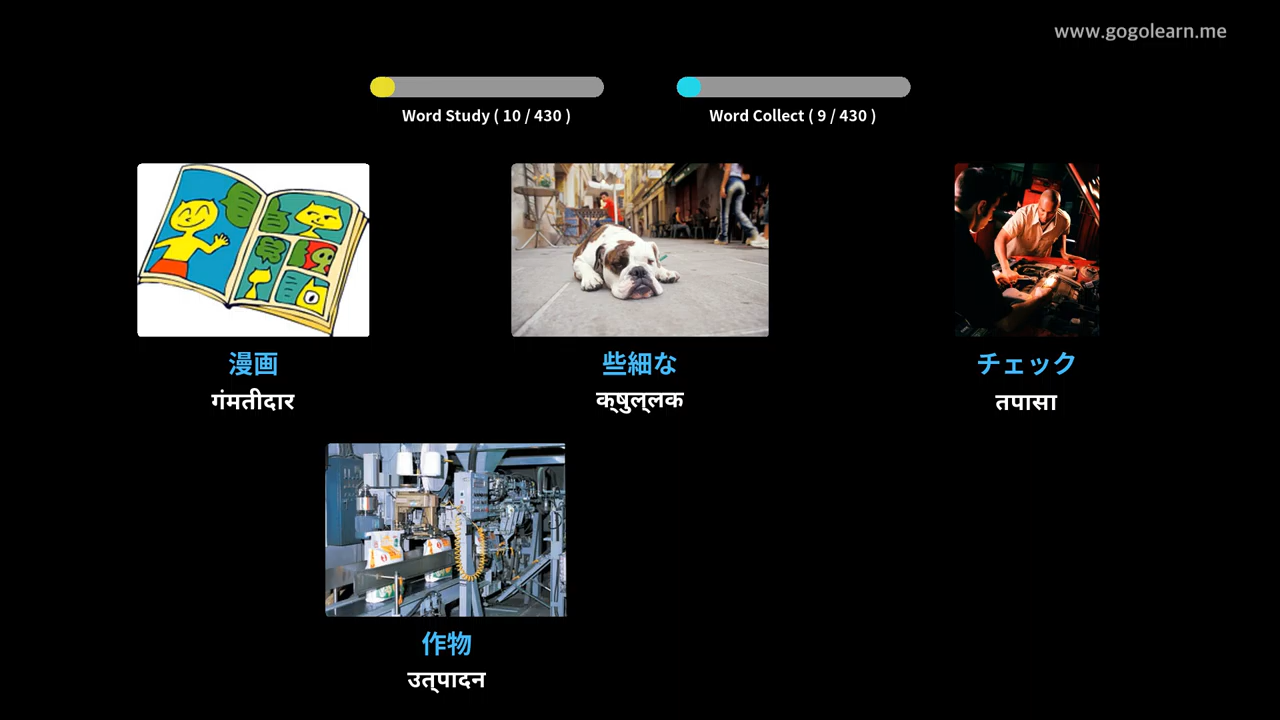 www.gogolearn.me
Word Study ( 10 / 430 )
Word Collect ( 9 / 430 )
漫画
गंमतीदार
些細な
क्षुल्लक
チェック
तपासा
作物
उत्पादन